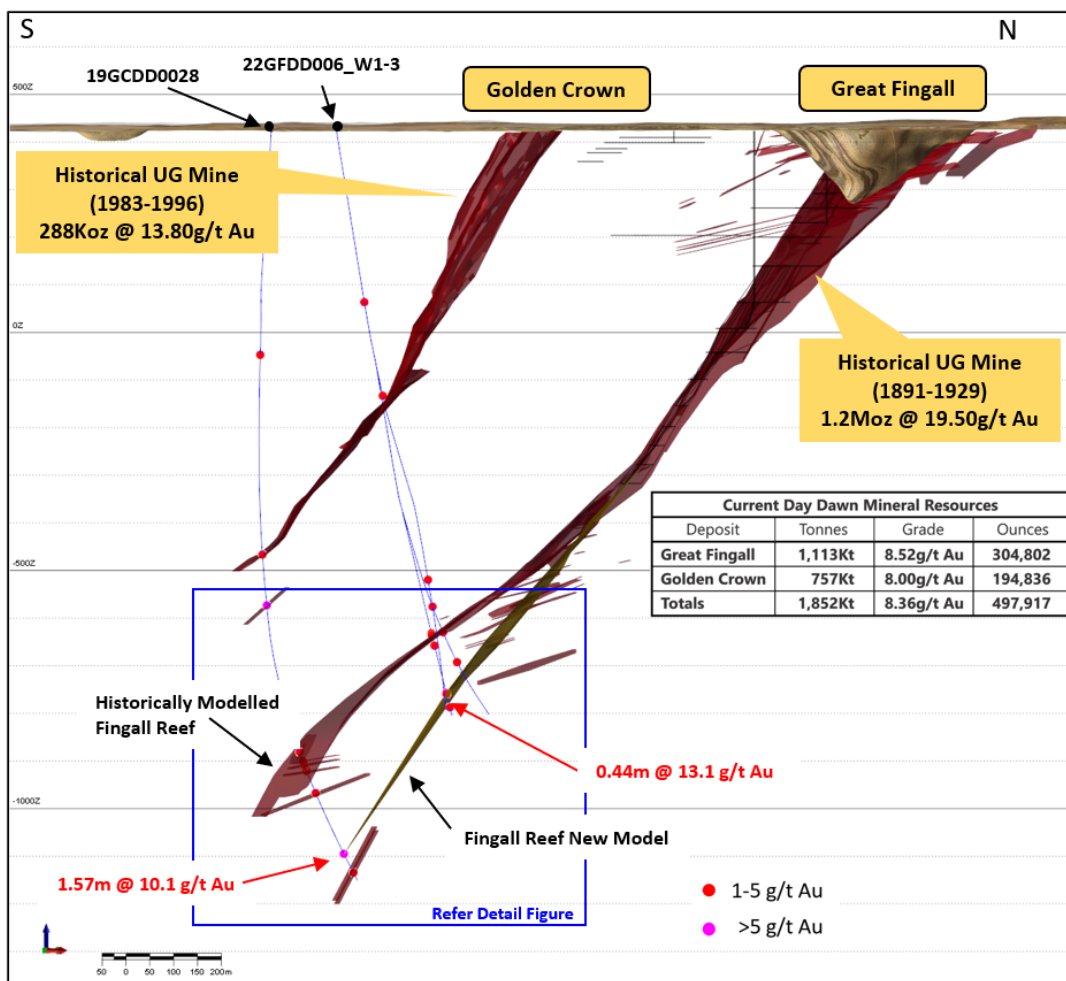 S
N
19GCDD0028
22GFDD006_W1-3
Golden Crown
Great Fingall
500Z
Historical UG Mine
(1983-1996)
288Koz @ 13.80g/t Au
0Z
Historical UG Mine
(1891-1929)
1.2Moz @ 19.50g/t Au
Current Day Dawn Mineral Resources
Deposit Tonnes Grade Ounces
Great Fingall 1,113Kt 8.52g/t Au 304,802
Golden Crown 757Kt 8.00g/t Au 194,836
Totals 1,852Kt 8.36g/t Au 497,917
-500Z
Historically Modelled
Fingall Reef
0.44m @ 13.1 g/t Au
-1000Z
Fingall Reef New Model
1.57m @ 10.1 g/t Au
1-5 g/t Au
Refer Detail Figure
>5 g/t Au
50 0 50 100 150 200m